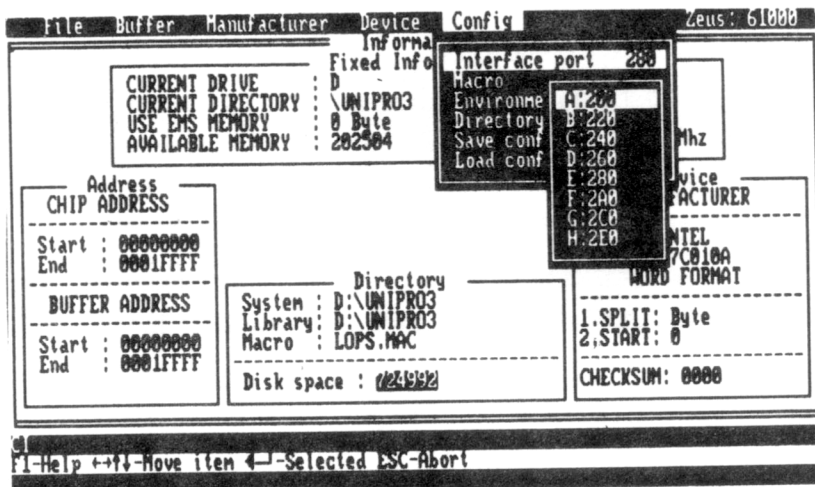 File Buffer Manufacturer Device Config Zeus: 61000
Informa
Fixed Info
CURRENT DRIVE : D
CURRENT DIRECTORY : \UNIPRO3
USE EMS MEMORY : 0 Byte
AVAILABLE MEMORY : 202504
Mhz
Interface port 280
Macro
Environme
Directory
Save conf
Load conf
A:200
B:220
C:240
D:260
E:280
F:2A0
G:2C0
H:2E0
Address
CHIP ADDRESS
Start : 00000000
End : 0001FFFF
BUFFER ADDRESS
Start : 00000000
End : 0001FFFF
Directory
System : D:\UNIPRO3
Library : D:\UNIPRO3
Macro : LOPS.MAC
Disk space : 724992
vice
FACTURER
NTEL
7C010A
WORD FORMAT
1.SPLIT: Byte
2.START: 0
CHECKSUM: 0000
F1-Help ←→↑↓-Move item ◄─┘-Selected ESC-Abort